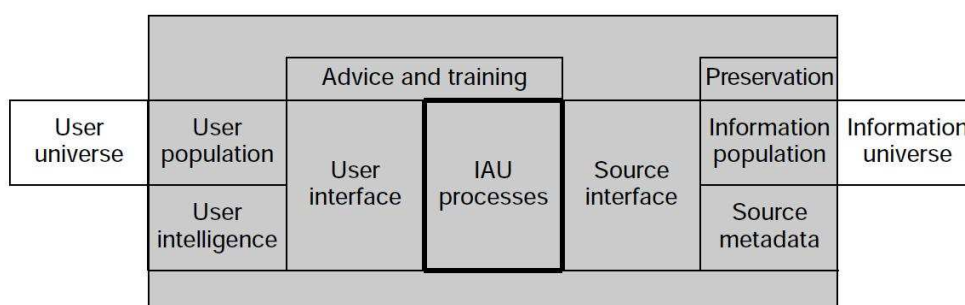 Advice and training
Preservation
User
universe
User
population
User
interface
IAU
processes
Source
interface
Information
population
Information
universe
User
intelligence
Source
metadata